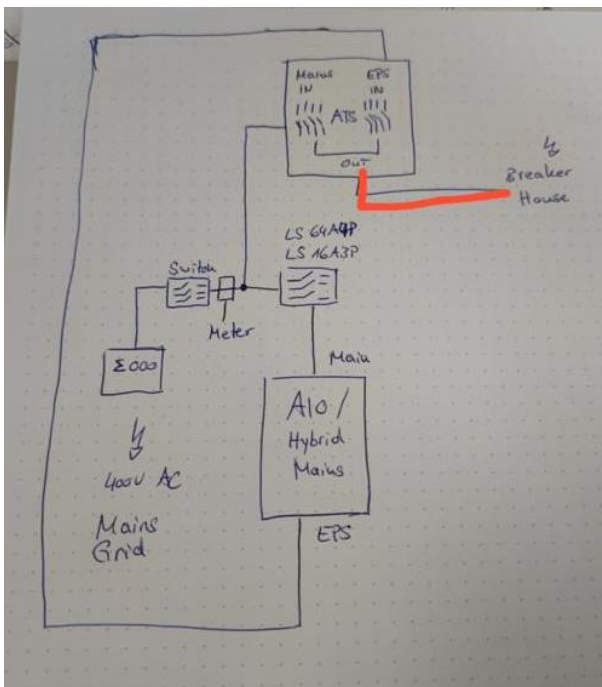 Mains
IN
EPS
IN
ATS
OUT
Breaker
House
LS 64A4P
LS 16A3P
Switch
Meter
Σ000
Main
AIO /
Hybrid
Mains
400V AC
Mains
Grid
EPS